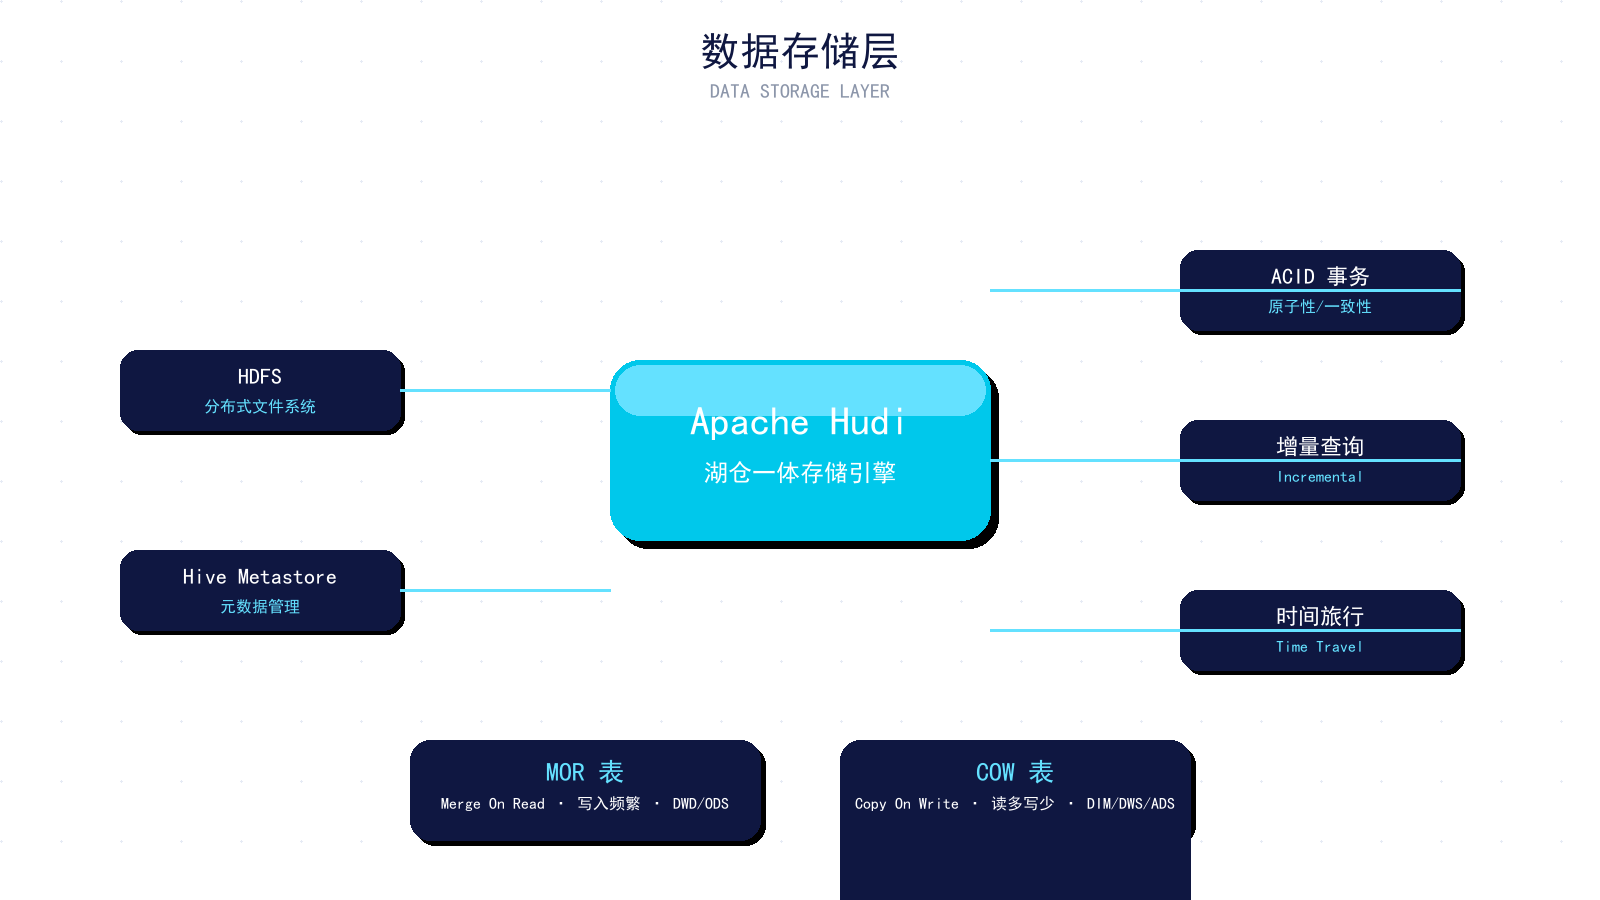 数据存储层
DATA STORAGE LAYER
ACID 事务
原子性/一致性
HDFS
分布式文件系统
Apache Hudi
湖仓一体存储引擎
增量查询
Incremental
Hive Metastore
元数据管理
时间旅行
Time Travel
MOR 表
Merge On Read · 写入频繁 · DWD/ODS
COW 表
Copy On Write · 读多写少 · DIM/DWS/ADS